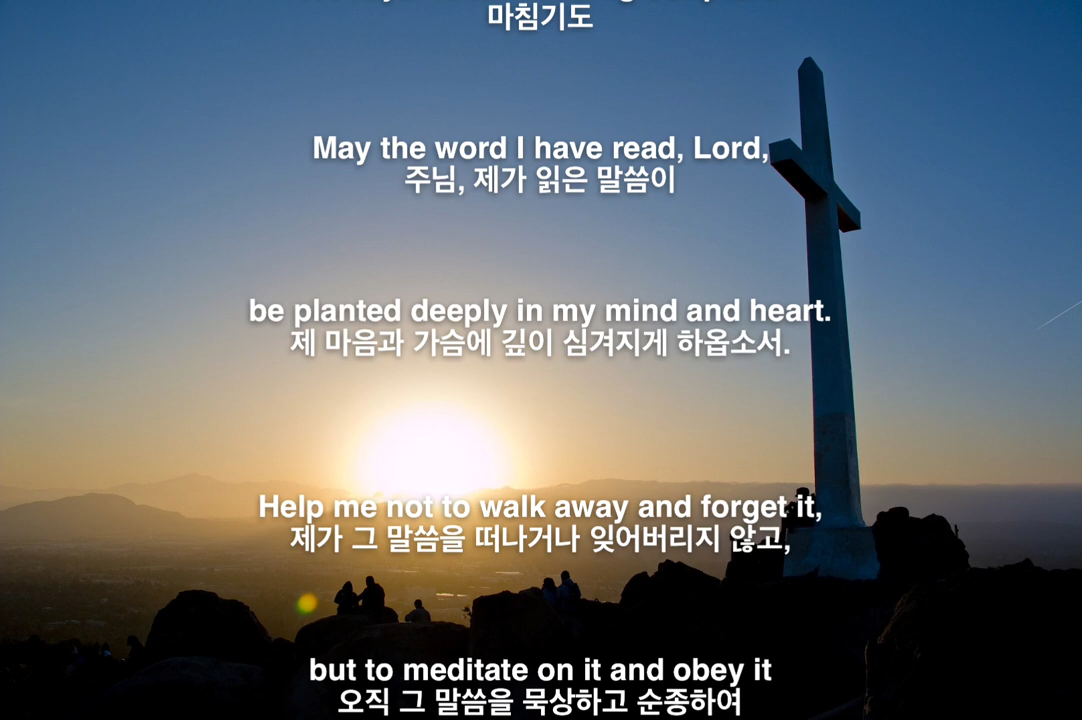 마침기도
May the word I have read, Lord,
주님, 제가 읽은 말씀이
be planted deeply in my mind and heart.
제 마음과 가슴에 깊이 심겨지게 하옵소서.
Help me not to walk away and forget it,
제가 그 말씀을 떠나거나 잊어버리지 않고,
but to meditate on it and obey it
오직 그 말씀을 묵상하고 순종하여